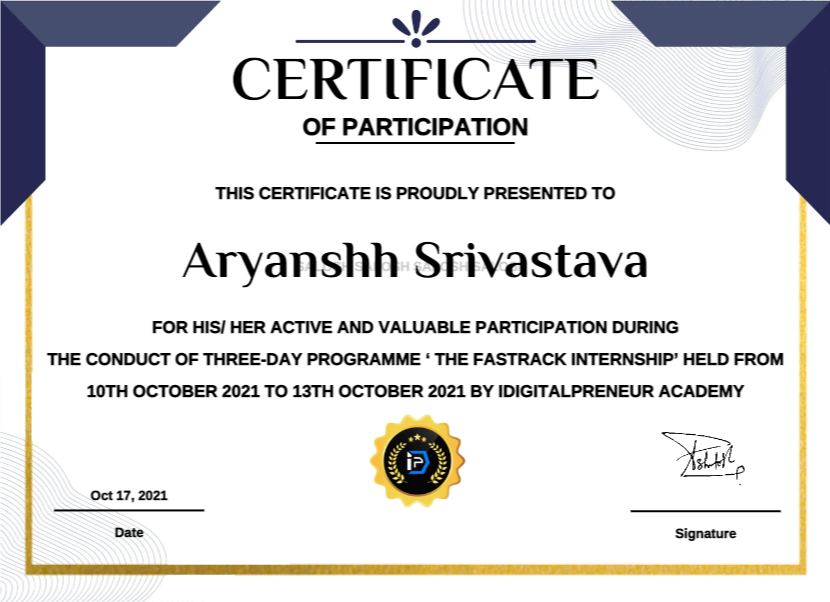 CERTIFICATE
OF PARTICIPATION
THIS CERTIFICATE IS PROUDLY PRESENTED TO
Aryanshh Srivastava
FOR HIS/ HER ACTIVE AND VALUABLE PARTICIPATION DURING
THE CONDUCT OF THREE-DAY PROGRAMME ‘ THE FASTRACK INTERNSHIP’ HELD FROM
10TH OCTOBER 2021 TO 13TH OCTOBER 2021 BY IDIGITALPRENEUR ACADEMY
iP
Oct 17, 2021
Date
Signature